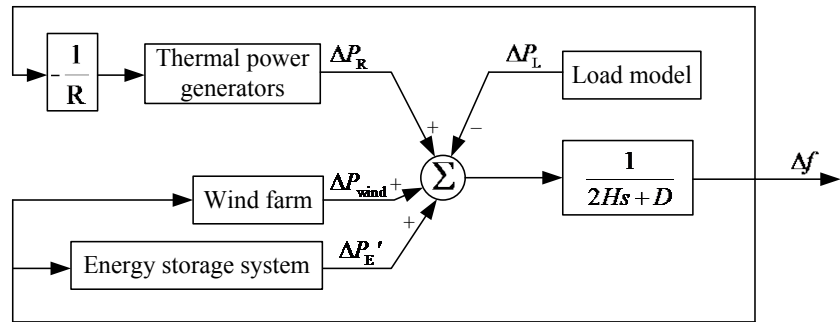 - 1/R
Thermal power
generators
ΔP_R
ΔP_L
Load model
+
−
Wind farm
ΔP_wind
+
Σ
1/(2Hs + D)
Δf
Energy storage system
ΔP_E'
+